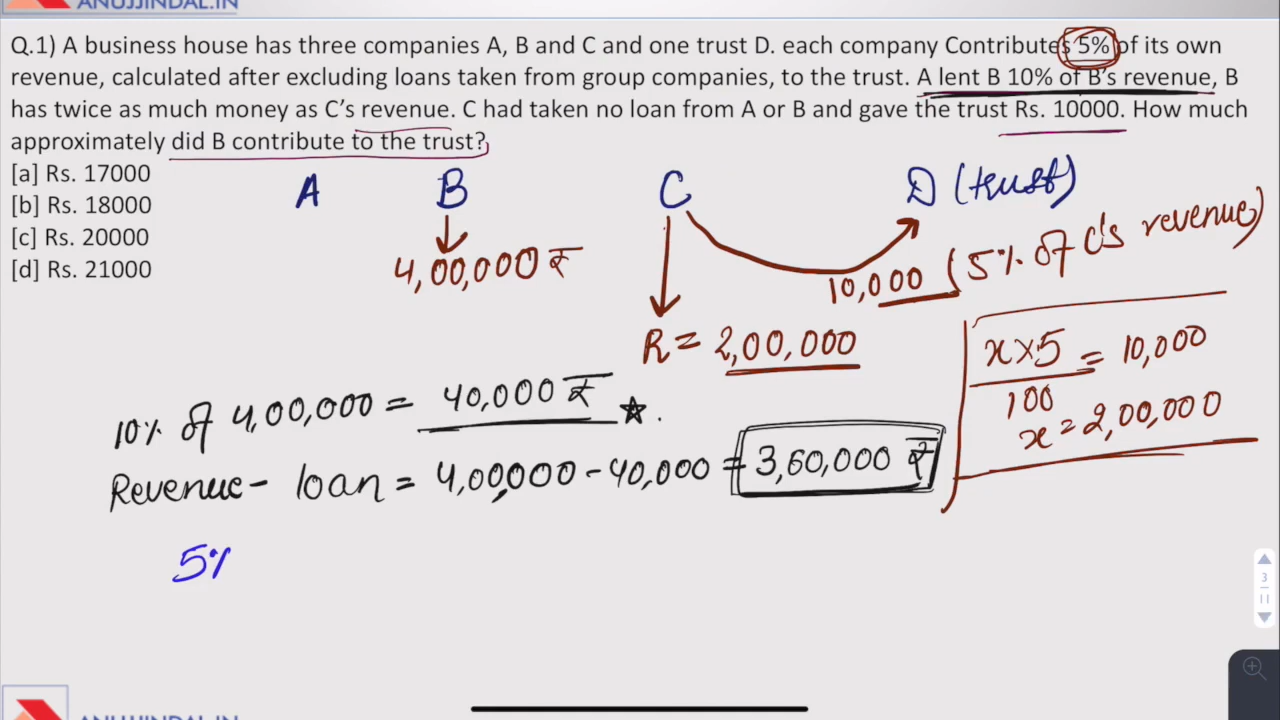 ANUJJINDAL.IN
Q.1) A business house has three companies A, B and C and one trust D. each company Contributes 5% of its own
revenue, calculated after excluding loans taken from group companies, to the trust. A lent B 10% of B's revenue, B
has twice as much money as C's revenue. C had taken no loan from A or B and gave the trust Rs. 10000. How much
approximately did B contribute to the trust?
[a] Rs. 17000
[b] Rs. 18000
[c] Rs. 20000
[d] Rs. 21000
A B C D (trust)
4,00,000 ₹
10,000 (5% of C's revenue)
R = 2,00,000
x×5 = 10,000
100
x = 2,00,000
10% of 4,00,000 = 40,000 ₹
Revenue - loan = 4,00,000 - 40,000 = 3,60,000 ₹
5%
3
11
ANUJJINDAL.IN